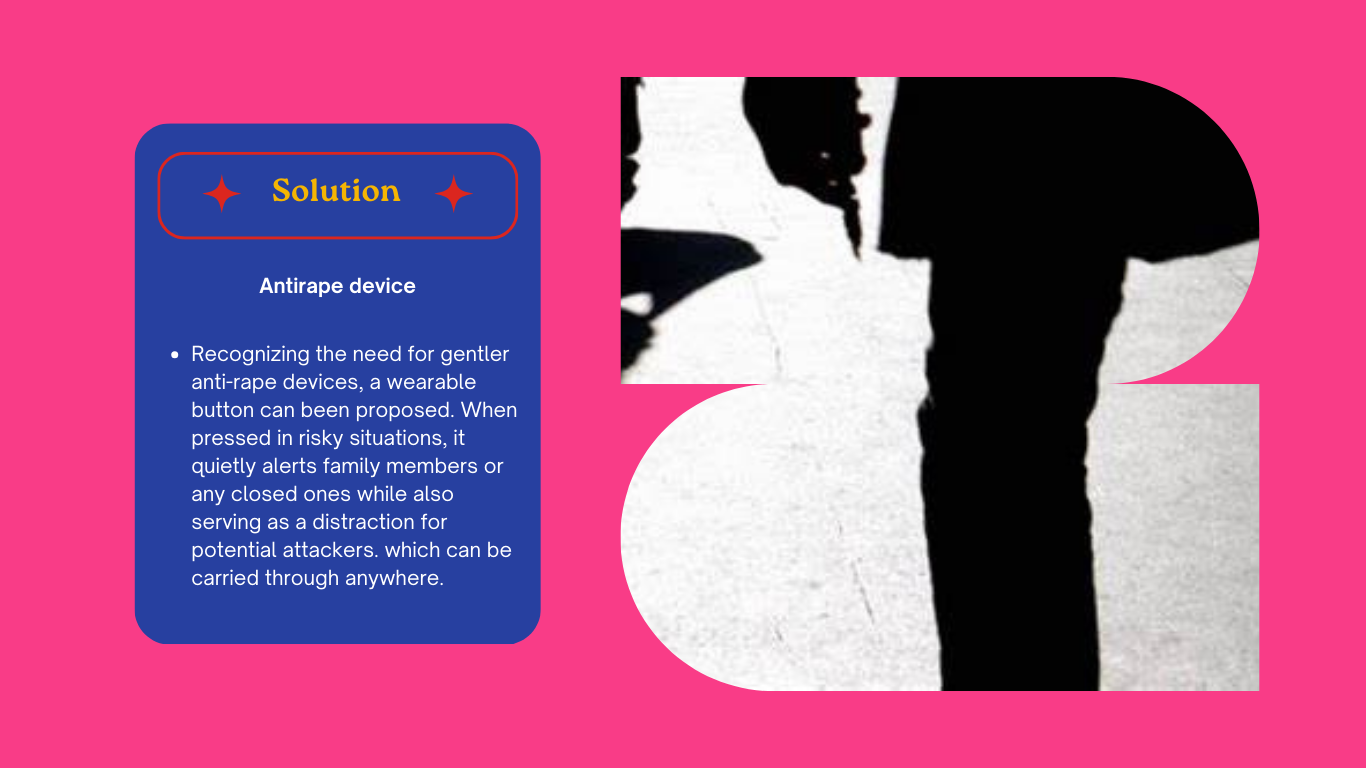 Solution
Antirape device
• Recognizing the need for gentler
anti-rape devices, a wearable
button can been proposed. When
pressed in risky situations, it
quietly alerts family members or
any closed ones while also
serving as a distraction for
potential attackers. which can be
carried through anywhere.